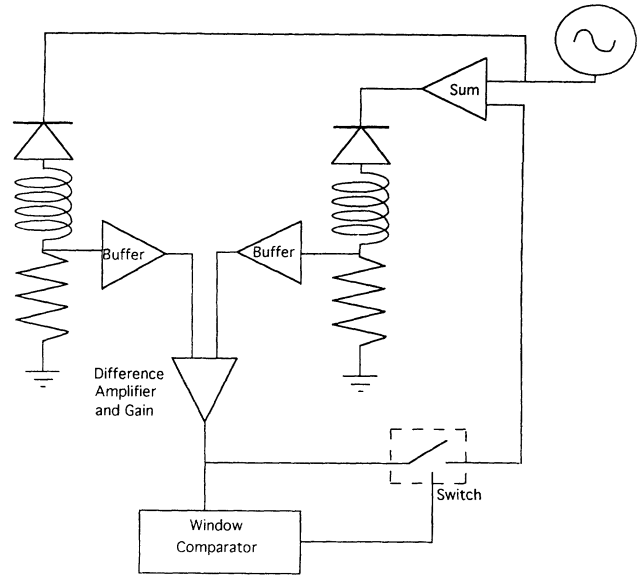 Sum
Buffer
Buffer
Difference
Amplifier
and Gain
Switch
Window
Comparator